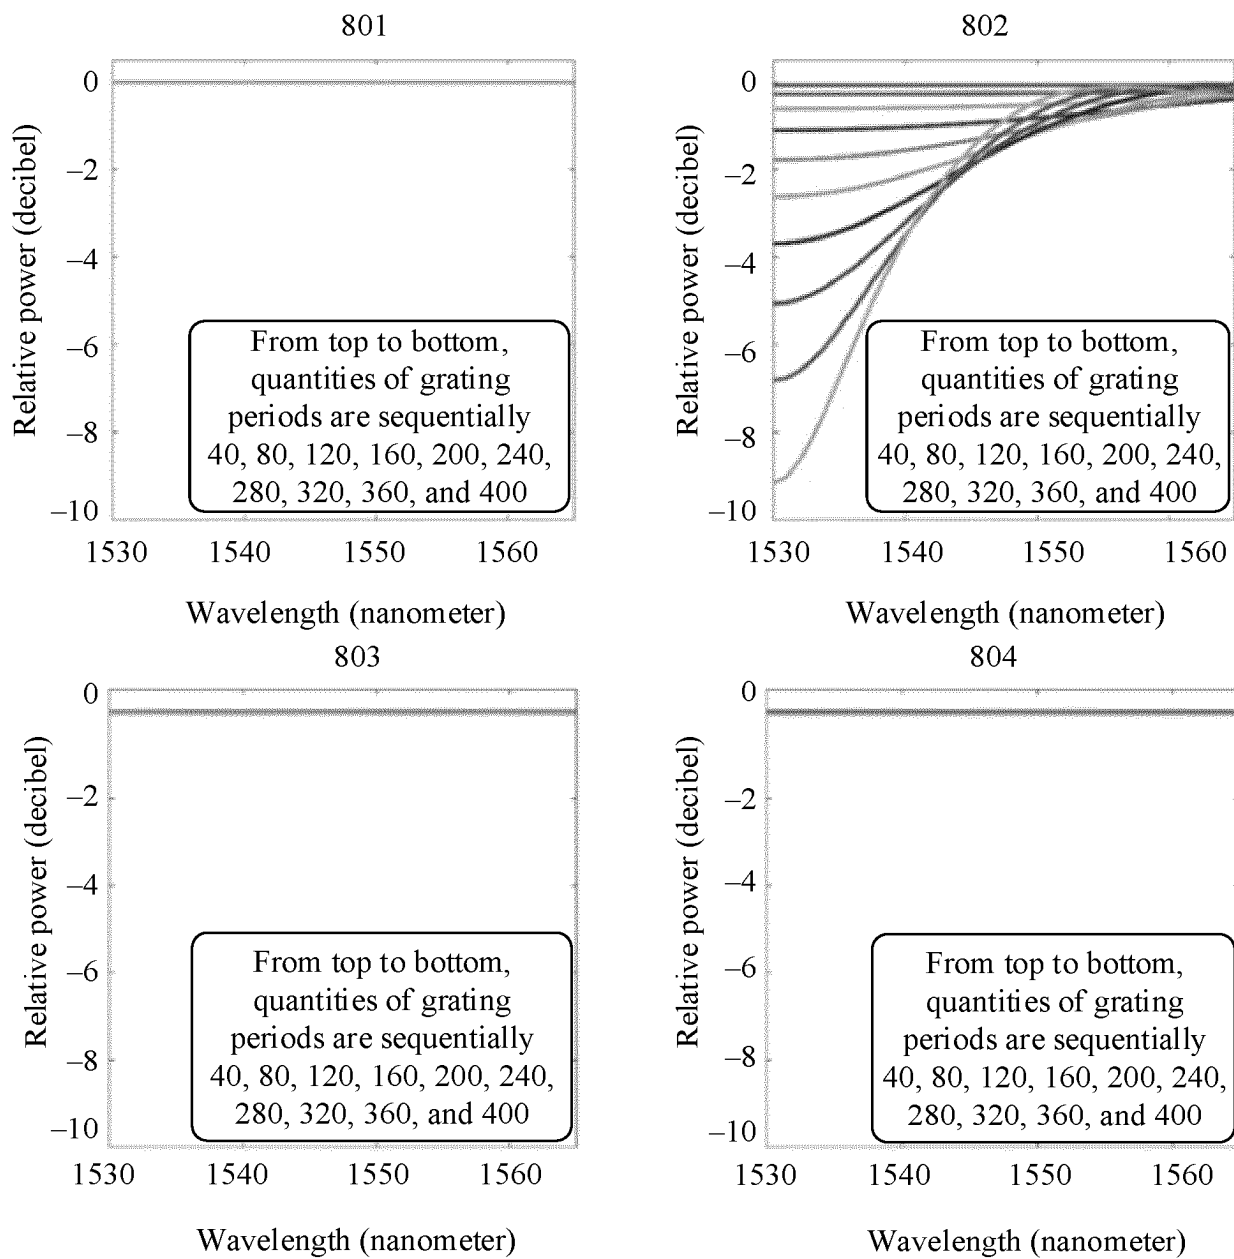 801
Relative power (decibel)
0
–2
–4
–6
–8
–10
From top to bottom,
quantities of grating
periods are sequentially
40, 80, 120, 160, 200, 240,
280, 320, 360, and 400
1530
1540
1550
1560
Wavelength (nanometer)
802
Relative power (decibel)
0
–2
–4
–6
–8
–10
From top to bottom,
quantities of grating
periods are sequentially
40, 80, 120, 160, 200, 240,
280, 320, 360, and 400
1530
1540
1550
1560
Wavelength (nanometer)
803
Relative power (decibel)
0
–2
–4
–6
–8
–10
From top to bottom,
quantities of grating
periods are sequentially
40, 80, 120, 160, 200, 240,
280, 320, 360, and 400
1530
1540
1550
1560
Wavelength (nanometer)
804
Relative power (decibel)
0
–2
–4
–6
–8
–10
From top to bottom,
quantities of grating
periods are sequentially
40, 80, 120, 160, 200, 240,
280, 320, 360, and 400
1530
1540
1550
1560
Wavelength (nanometer)